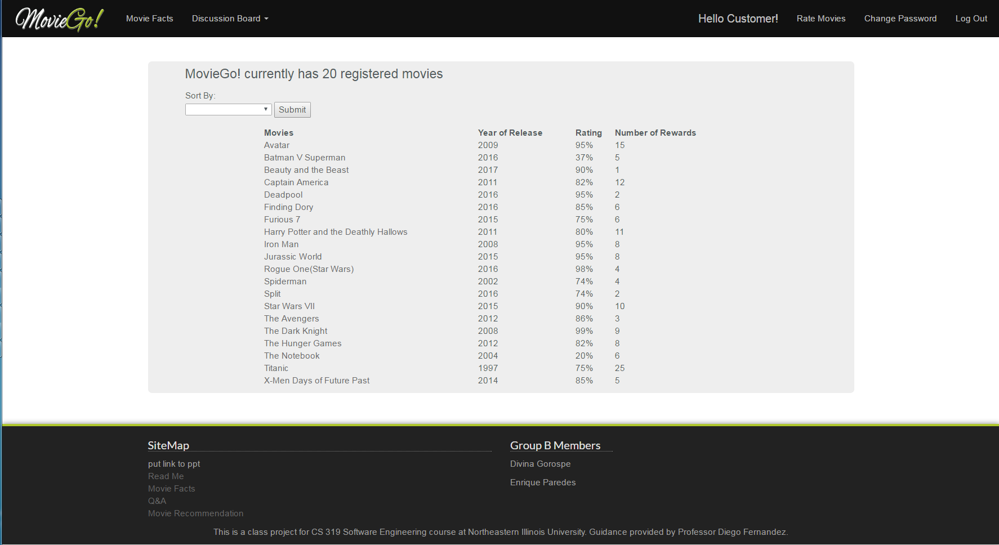 MovieGo! Movie Facts Discussion Board Hello Customer! Rate Movies Change Password Log Out
MovieGo! currently has 20 registered movies
Sort By:
Submit
Movies Year of Release Rating Number of Rewards
Avatar 2009 95% 15
Batman V Superman 2016 37% 5
Beauty and the Beast 2017 90% 1
Captain America 2011 82% 12
Deadpool 2016 95% 2
Finding Dory 2016 85% 6
Furious 7 2015 75% 6
Harry Potter and the Deathly Hallows 2011 80% 11
Iron Man 2008 95% 8
Jurassic World 2015 95% 8
Rogue One(Star Wars) 2016 98% 4
Spiderman 2002 74% 4
Split 2016 74% 2
Star Wars VII 2015 90% 10
The Avengers 2012 86% 3
The Dark Knight 2008 99% 9
The Hunger Games 2012 82% 8
The Notebook 2004 20% 6
Titanic 1997 75% 25
X-Men Days of Future Past 2014 85% 5
SiteMap
put link to ppt
Read Me
Movie Facts
Q&A
Movie Recommendation
Group B Members
Divina Gorospe
Enrique Paredes
This is a class project for CS 319 Software Engineering course at Northeastern Illinois University. Guidance provided by Professor Diego Fernandez.